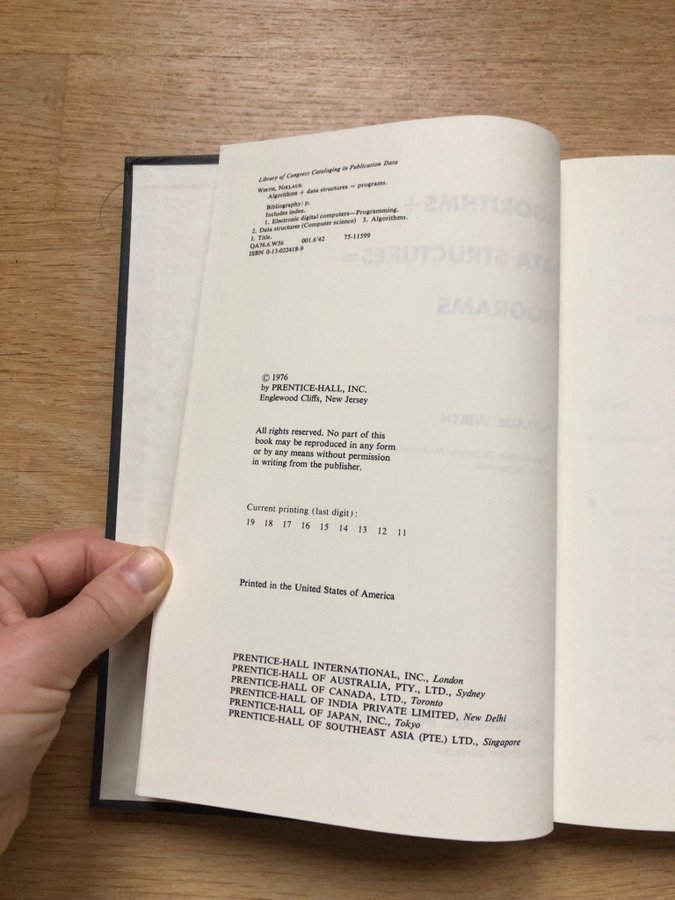 Library of Congress Cataloging in Publication Data
WIRTH, NIKLAUS.
Algorithms + data structures = programs.
Bibliography: p.
Includes index.
1. Electronic digital computers—Programming.
2. Data structures (Computer science) 3. Algorithms.
I. Title.
QA76.6.W56 001.6'42 75-11599
ISBN 0-13-022418-9
© 1976
by PRENTICE-HALL, INC.
Englewood Cliffs, New Jersey
All rights reserved. No part of this
book may be reproduced in any form
or by any means without permission
in writing from the publisher.
Current printing (last digit):
19 18 17 16 15 14 13 12 11
Printed in the United States of America
PRENTICE-HALL INTERNATIONAL, INC., London
PRENTICE-HALL OF AUSTRALIA, PTY., LTD., Sydney
PRENTICE-HALL OF CANADA, LTD., Toronto
PRENTICE-HALL OF INDIA PRIVATE LIMITED, New Delhi
PRENTICE-HALL OF JAPAN, INC., Tokyo
PRENTICE-HALL OF SOUTHEAST ASIA (PTE.) LTD., Singapore